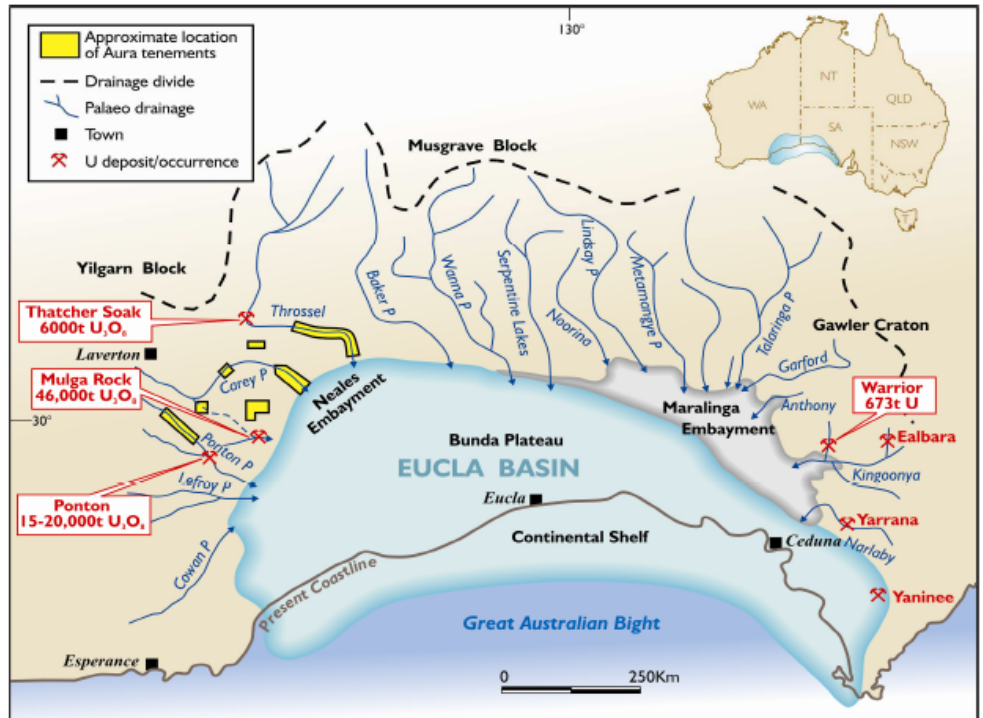 130°
Approximate location
of Aura tenements
Drainage divide
Palaeo drainage
Town
U deposit/occurrence
WA
NT
QLD
SA
NSW
V
T
Musgrave Block
Yilgarn Block
Thatcher Soak
6000t U₃O₈
Throssel
Baker P
Wanna P
Serpentine Lakes
Noorina
Lindsay P
Metamangye P
Talaringa P
Gawler Craton
Garford
Laverton
Carey P
Mulga Rock
46,000t U₃O₈
Neales
Embayment
Maralinga
Embayment
Anthony
Warrior
673t U
30°
Ealbara
Kingoonya
Bunda Plateau
EUCLA BASIN
Ponton P
Lefroy P
Ponton
15-20,000t U₃O₈
Eucla
Continental Shelf
Yarrana
Ceduna
Narlaby
Cowan P
Present Coastline
Yaninee
Great Australian Bight
Esperance
0 250Km